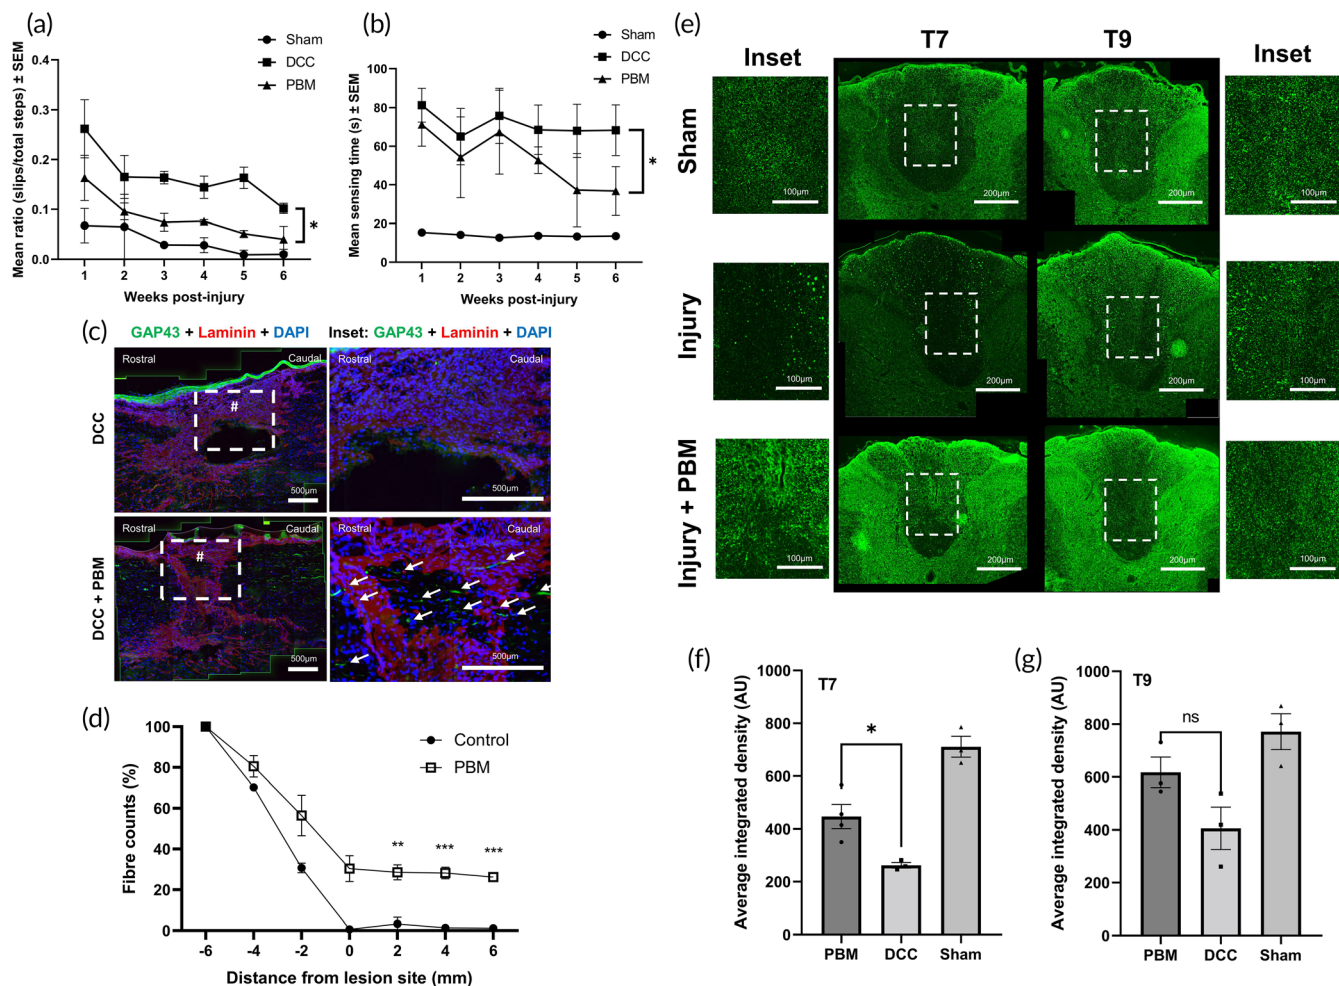 (a)
Sham
DCC
PBM
Mean ratio (slips/total steps) ± SEM
0.4
0.3
0.2
0.1
0.0
1 2 3 4 5 6
*
Weeks post-injury
(b)
Sham
DCC
PBM
Mean sensing time (s) ± SEM
100
80
60
40
20
0
1 2 3 4 5 6
*
Weeks post-injury
(c)
GAP43 + Laminin + DAPI
Inset: GAP43 + Laminin + DAPI
DCC
Rostral Caudal
#
500µm
Rostral Caudal
500µm
DCC + PBM
Rostral Caudal
#
500µm
Rostral Caudal
500µm
(d)
Control
PBM
Fibre counts (%)
100
80
60
40
20
0
** *** ***
-6 -4 -2 0 2 4 6
Distance from lesion site (mm)
(e)
Inset T7 T9 Inset
Sham
100µm 200µm 200µm 100µm
Injury
100µm 200µm 200µm 100µm
Injury + PBM
100µm 200µm 200µm 100µm
(f)
T7
Average integrated density (AU)
1000
800
600
400
200
0
*
PBM DCC Sham
(g)
T9
Average integrated density (AU)
1000
800
600
400
200
0
ns
PBM DCC Sham